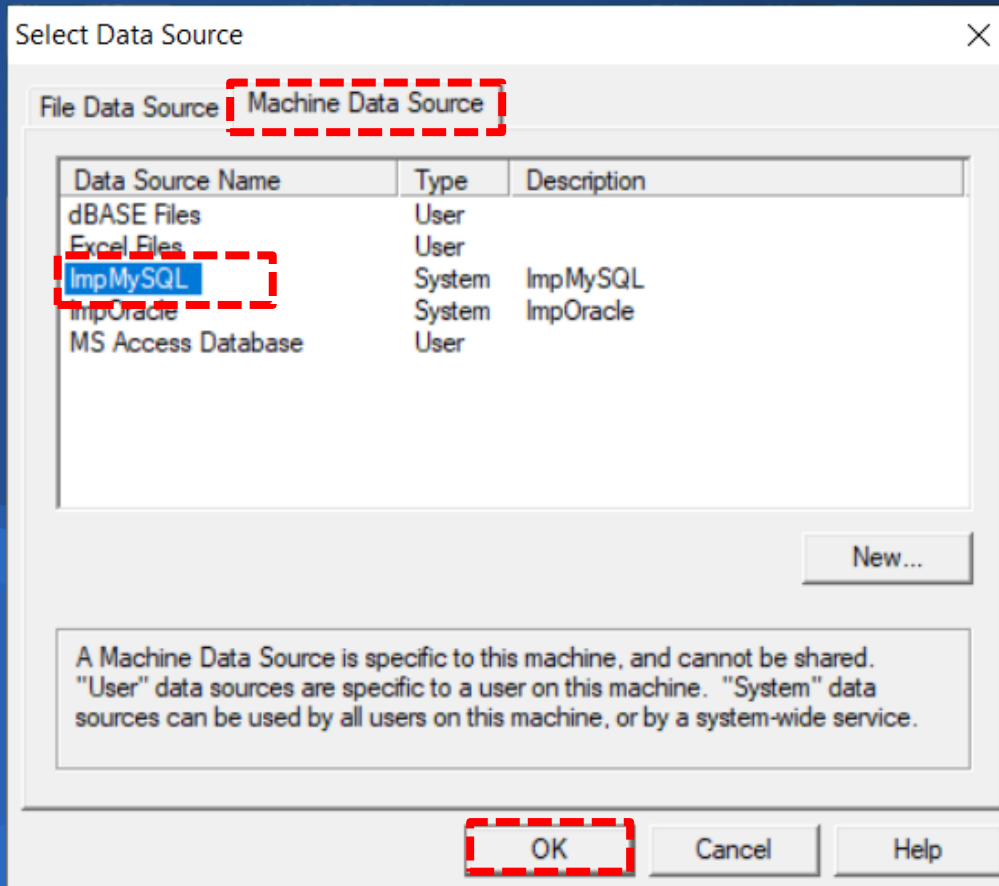 Select Data Source
File Data Source Machine Data Source
Data Source Name Type Description
dBASE Files User
Excel Files User
ImpMySQL System ImpMySQL
ImpOracle System ImpOracle
MS Access Database User
New...
A Machine Data Source is specific to this machine, and cannot be shared.
"User" data sources are specific to a user on this machine. "System" data
sources can be used by all users on this machine, or by a system-wide service.
OK Cancel Help